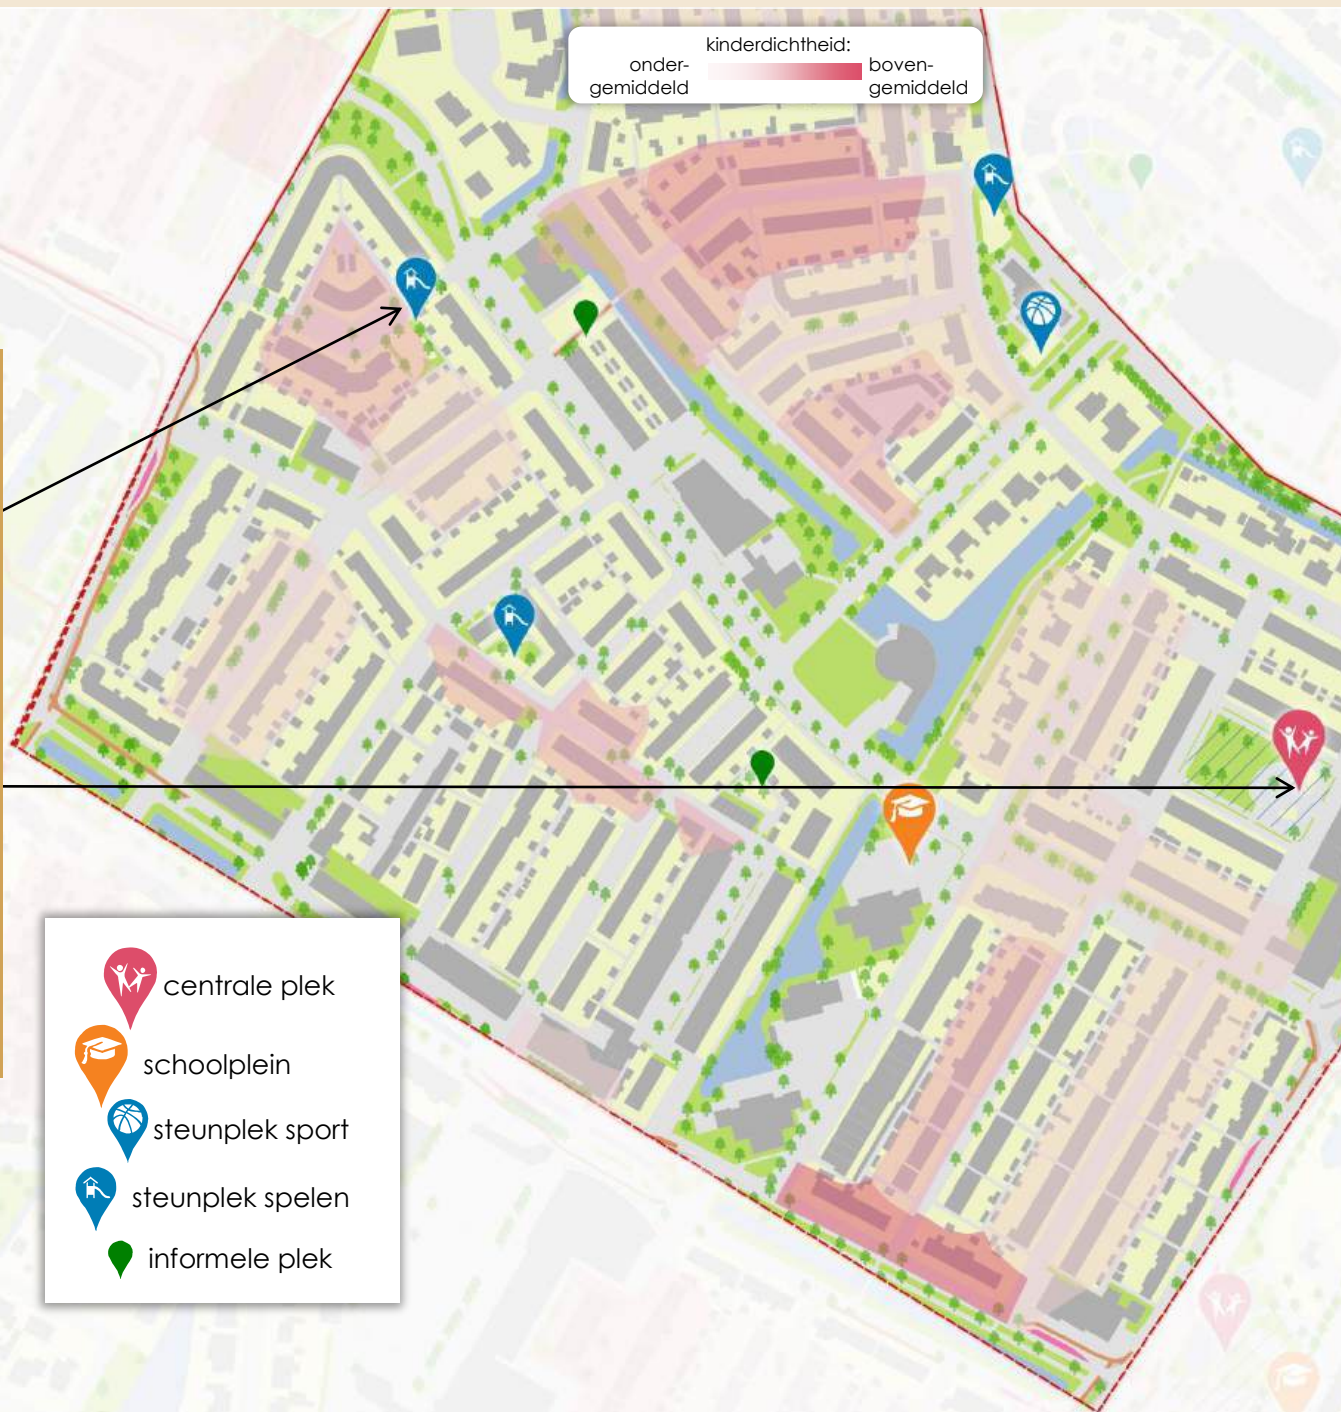 kinderdichtheid:
onder-
gemiddeld
boven-
gemiddeld
centrale plek
schoolplein
steunplek sport
steunplek spelen
informele plek